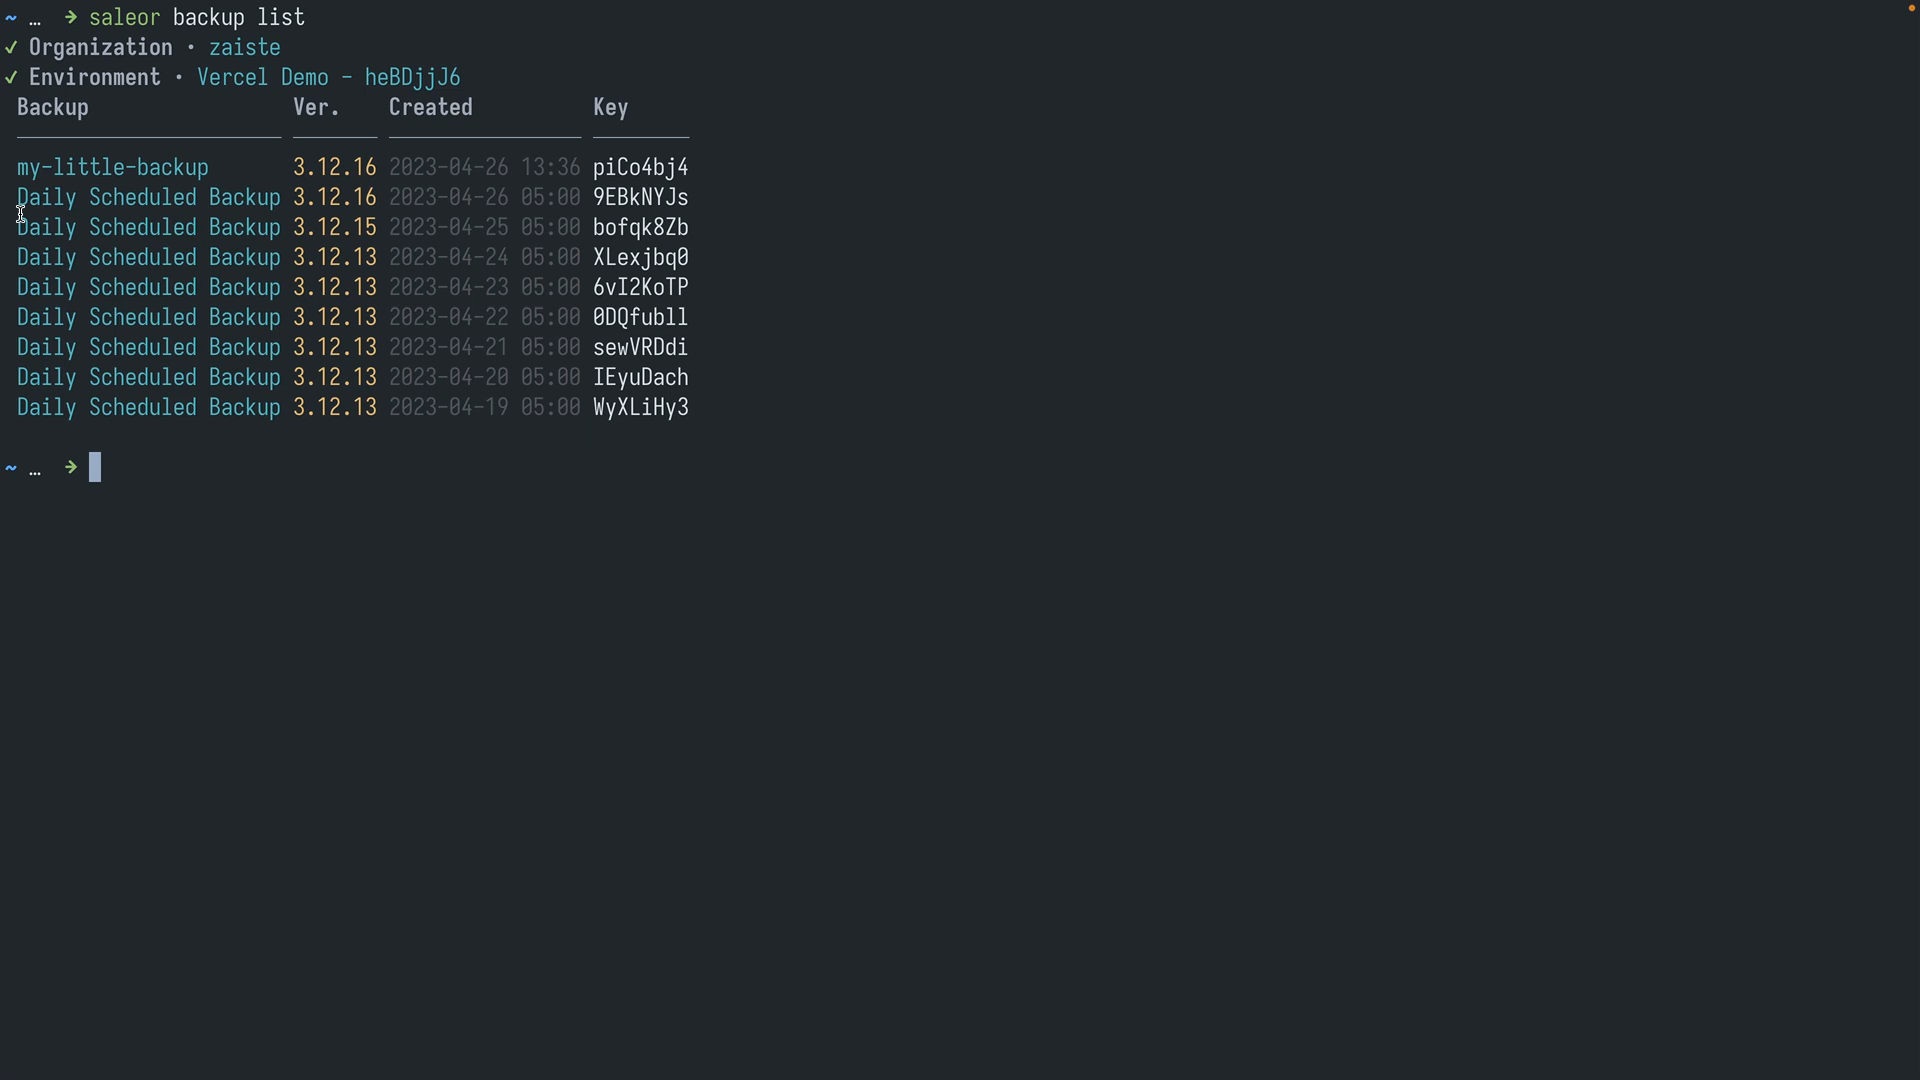 ~ … → saleor backup list
✓ Organization · zaiste
✓ Environment · Vercel Demo – heBDjjJ6
Backup Ver. Created Key
my-little-backup 3.12.16 2023-04-26 13:36 piCo4bj4
Daily Scheduled Backup 3.12.16 2023-04-26 05:00 9EBkNYJs
Daily Scheduled Backup 3.12.15 2023-04-25 05:00 bofqk8Zb
Daily Scheduled Backup 3.12.13 2023-04-24 05:00 XLexjbq0
Daily Scheduled Backup 3.12.13 2023-04-23 05:00 6vI2KoTP
Daily Scheduled Backup 3.12.13 2023-04-22 05:00 0DQfubll
Daily Scheduled Backup 3.12.13 2023-04-21 05:00 sewVRDdi
Daily Scheduled Backup 3.12.13 2023-04-20 05:00 IEyuDach
Daily Scheduled Backup 3.12.13 2023-04-19 05:00 WyXLiHy3
~ … →